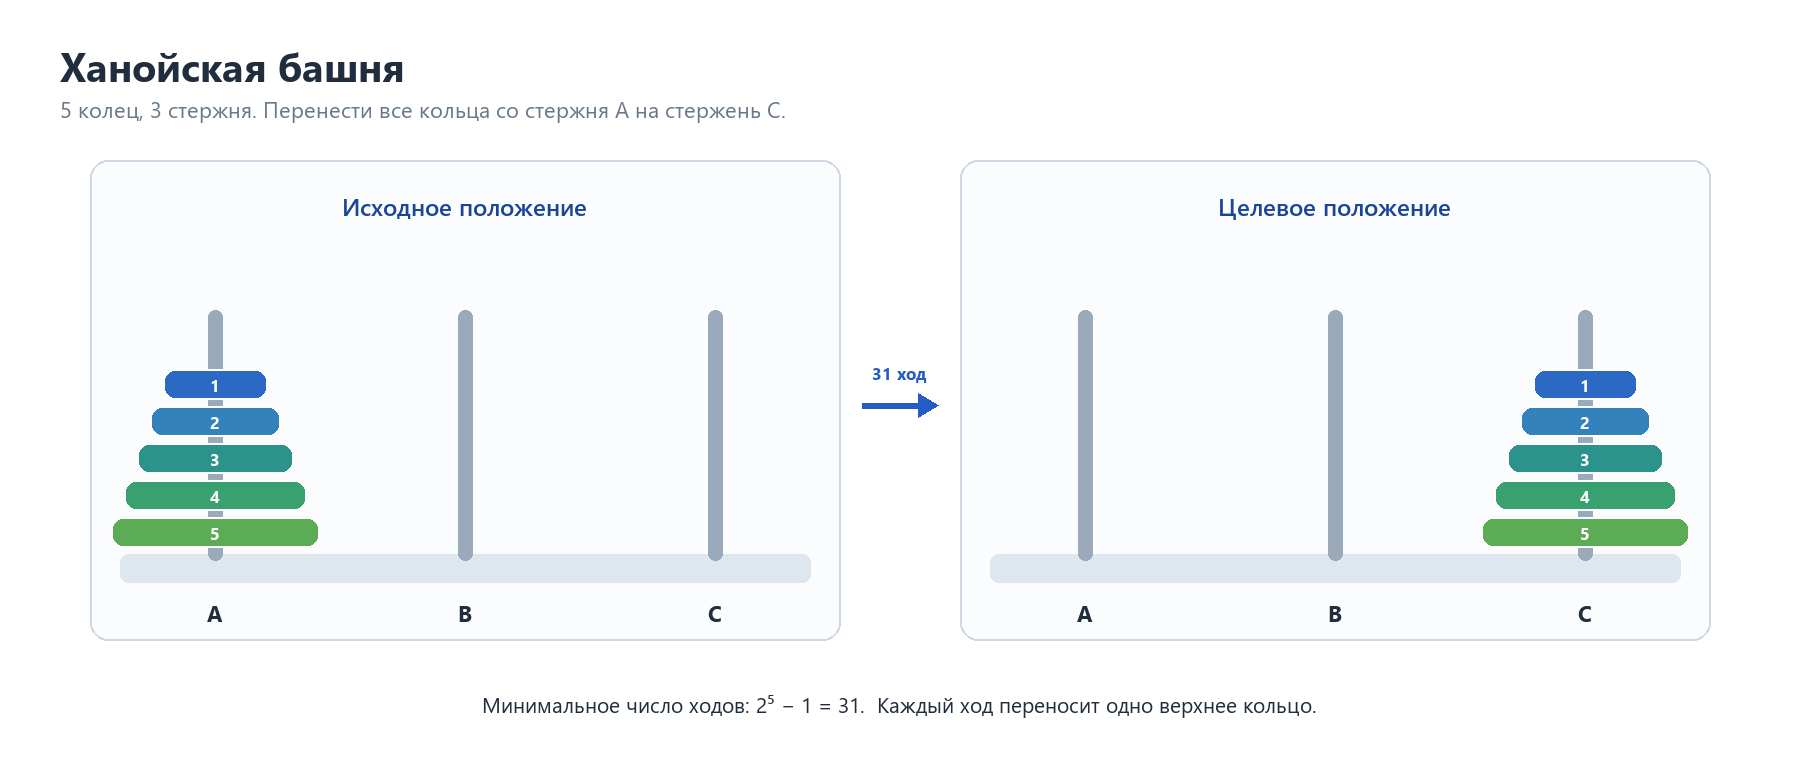 Ханойская башня
5 колец, 3 стержня. Перенести все кольца со стержня A на стержень C.
Исходное положение
1
2
3
4
5
A B C
31 ход
Целевое положение
1
2
3
4
5
A B C
Минимальное число ходов: 2⁵ − 1 = 31. Каждый ход переносит одно верхнее кольцо.